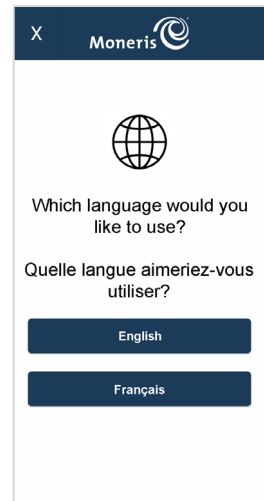 X
Moneris
Which language would you
like to use?
Quelle langue aimeriez-vous
utiliser?
English
Français